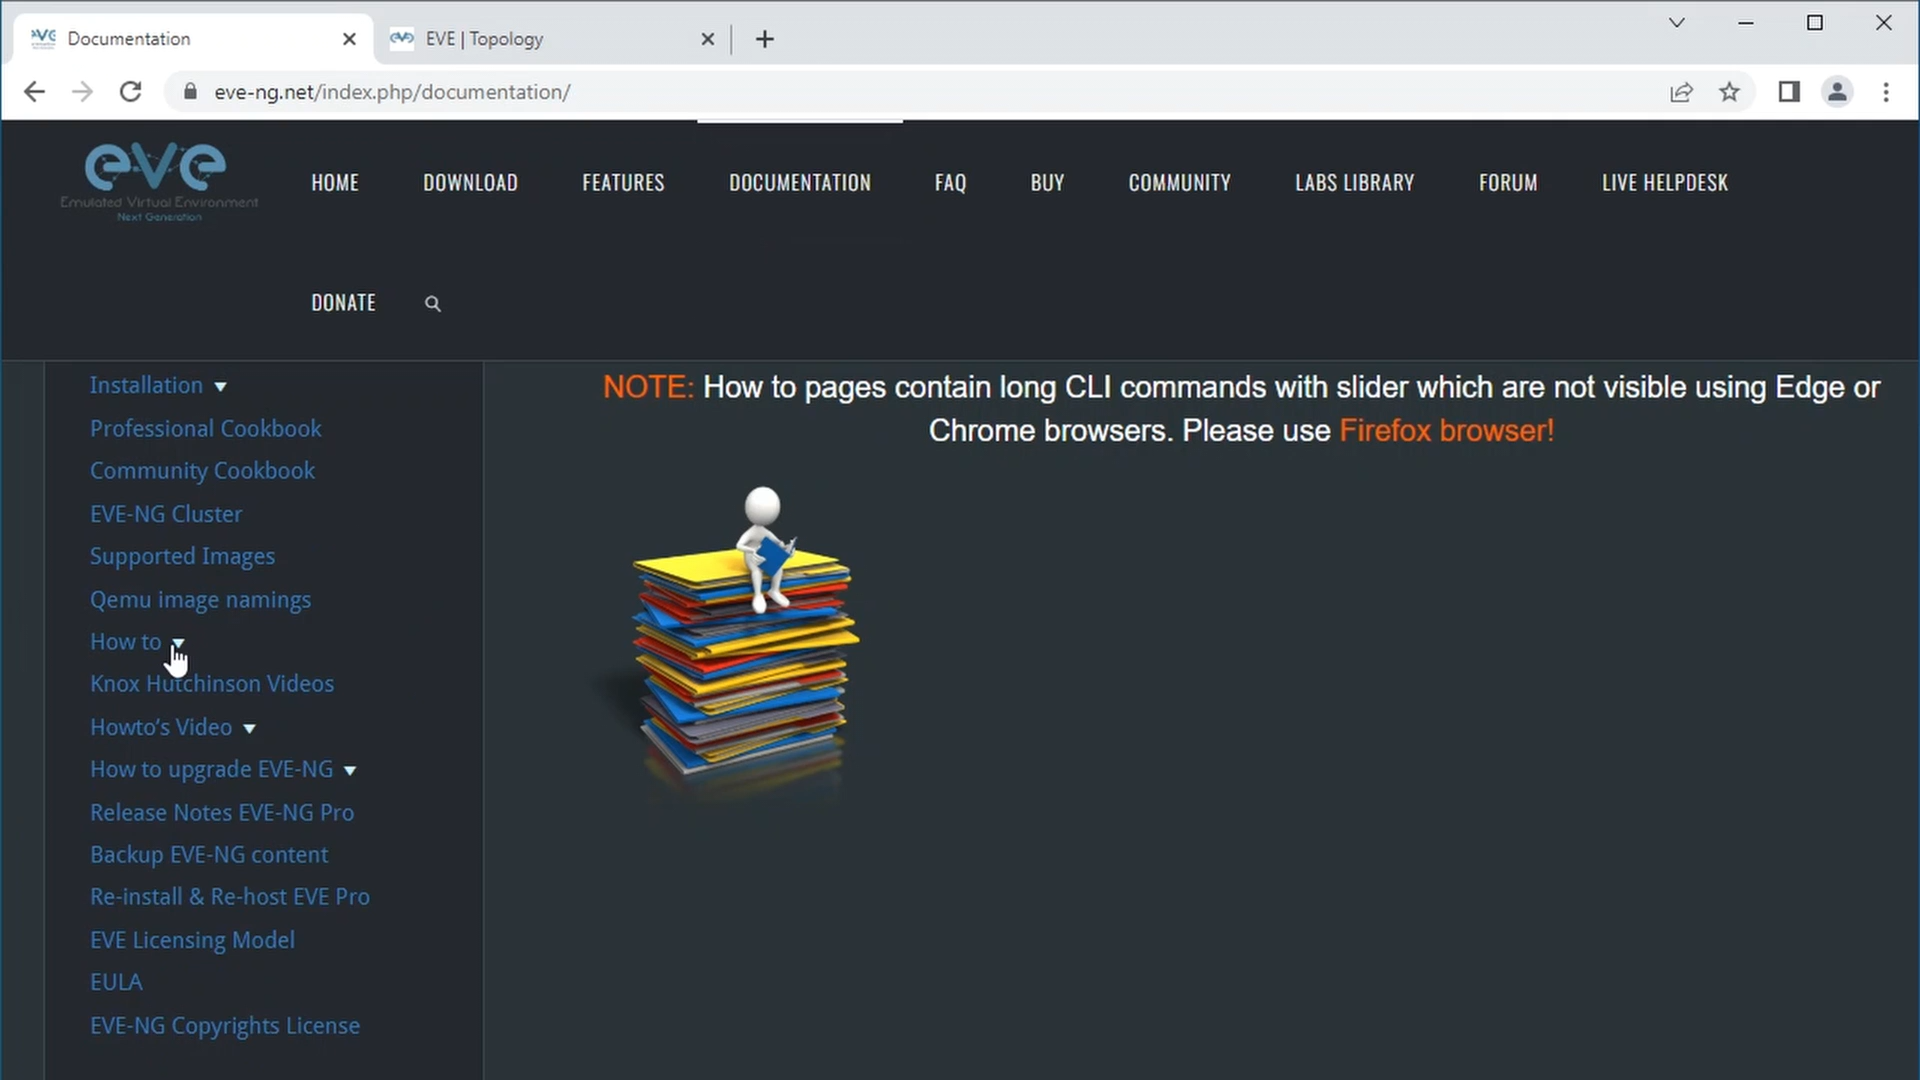 Documentation
EVE | Topology
eve-ng.net/index.php/documentation/
eve
Emulated Virtual Environment
Next Generation
HOME
DOWNLOAD
FEATURES
DOCUMENTATION
FAQ
BUY
COMMUNITY
LABS LIBRARY
FORUM
LIVE HELPDESK
DONATE
Installation
Professional Cookbook
Community Cookbook
EVE-NG Cluster
Supported Images
Qemu image namings
How to
Knox Hutchinson Videos
Howto’s Video
How to upgrade EVE-NG
Release Notes EVE-NG Pro
Backup EVE-NG content
Re-install & Re-host EVE Pro
EVE Licensing Model
EULA
EVE-NG Copyrights License
NOTE: How to pages contain long CLI commands with slider which are not visible using Edge or
Chrome browsers. Please use Firefox browser!